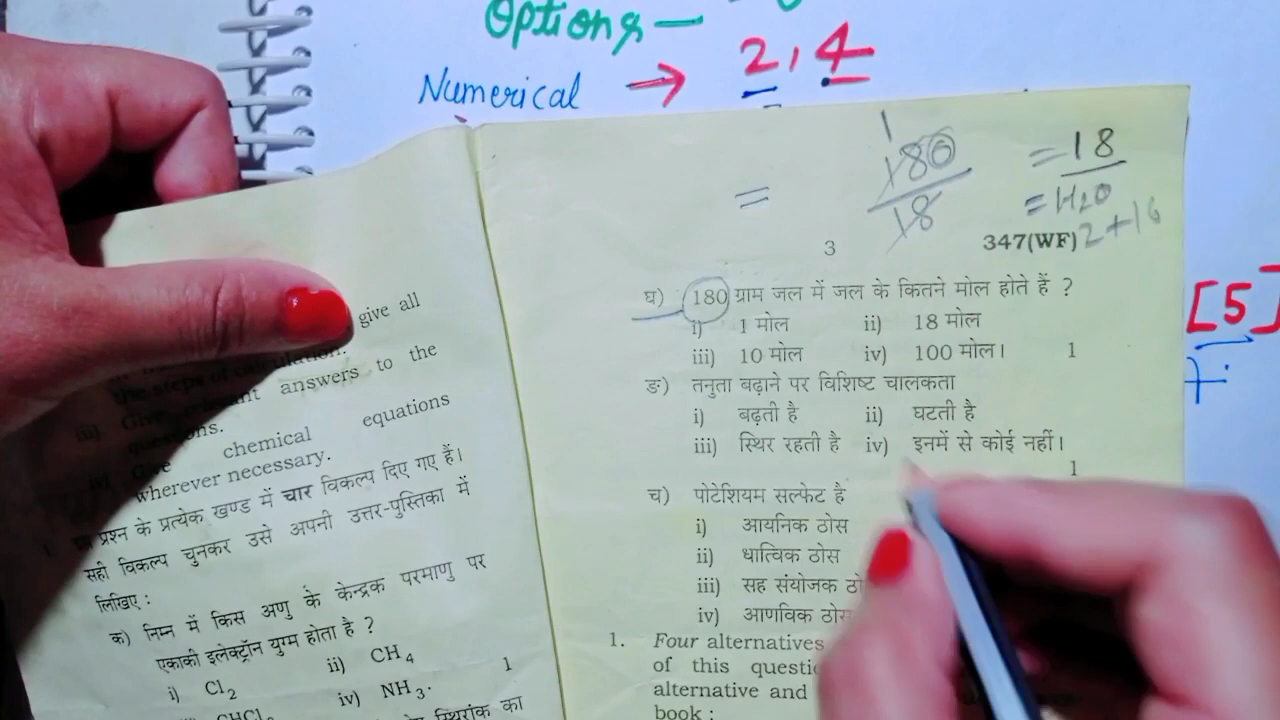 Options —
Numerical → 2, 4
= 180/18 = 18
1
= H2O
2+16
3 347(WF)
घ) 180 ग्राम जल में जल के कितने मोल होते हैं ?
i) 1 मोल ii) 18 मोल
iii) 10 मोल iv) 100 मोल। 1
ङ) तनुता बढ़ाने पर विशिष्ट चालकता
i) बढ़ती है ii) घटती है
iii) स्थिर रहती है iv) इनमें से कोई नहीं।
1
च) पोटेशियम सल्फेट है
i) आयनिक ठोस
ii) धात्विक ठोस
iii) सह संयोजक ठो
iv) आणविक ठोस
1. Four alternatives
of this questi
alternative and
book :
[5]
give all
answers to the
questions.
chemical equations
wherever necessary.
प्रश्न के प्रत्येक खण्ड में चार विकल्प दिए गए हैं।
सही विकल्प चुनकर उसे अपनी उत्तर-पुस्तिका में
लिखिए :
क) निम्न में किस अणु के केन्द्रक परमाणु पर
एकाकी इलेक्ट्रॉन युग्म होता है ?
i) Cl2 ii) CH4 1
iv) NH3.